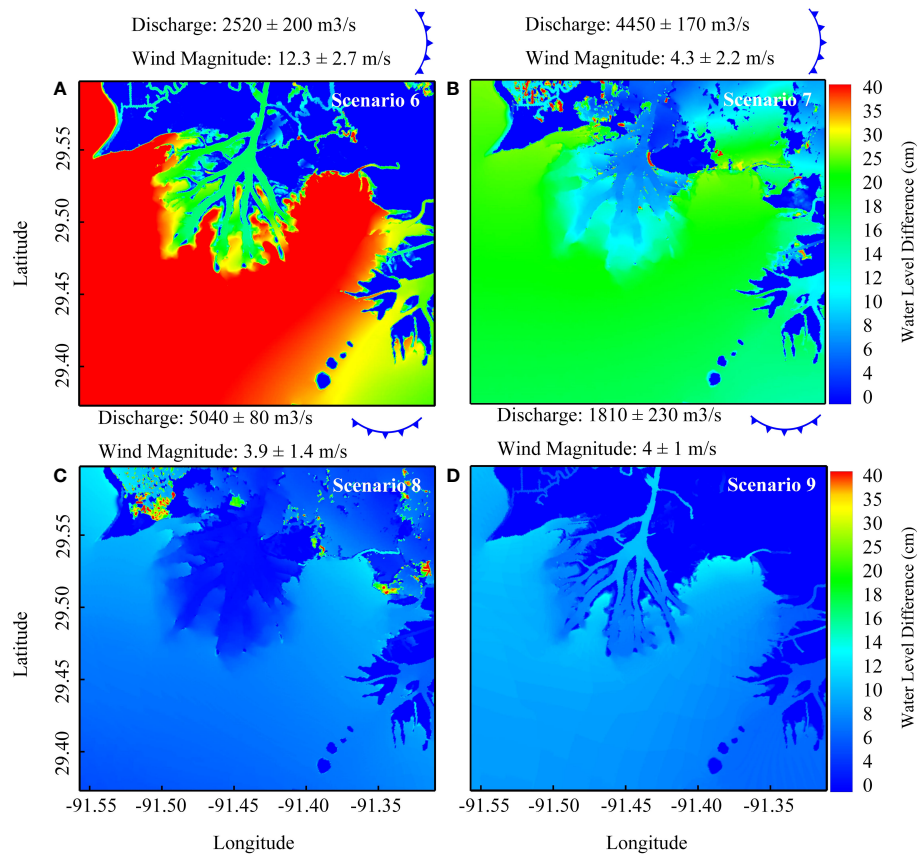 Discharge: 2520 ± 200 m3/s
Wind Magnitude: 12.3 ± 2.7 m/s
Discharge: 4450 ± 170 m3/s
Wind Magnitude: 4.3 ± 2.2 m/s
A
Scenario 6
B
Scenario 7
Latitude
29.55
29.50
29.45
29.40
40
35
30
25
20
18
16
14
12
10
8
6
4
0
Water Level Difference (cm)
Discharge: 5040 ± 80 m3/s
Wind Magnitude: 3.9 ± 1.4 m/s
Discharge: 1810 ± 230 m3/s
Wind Magnitude: 4 ± 1 m/s
C
Scenario 8
D
Scenario 9
Latitude
29.55
29.50
29.45
29.40
40
35
30
25
20
18
16
14
12
10
8
6
4
0
Water Level Difference (cm)
-91.55 -91.50 -91.45 -91.40 -91.35
-91.55 -91.50 -91.45 -91.40 -91.35
Longitude
Longitude